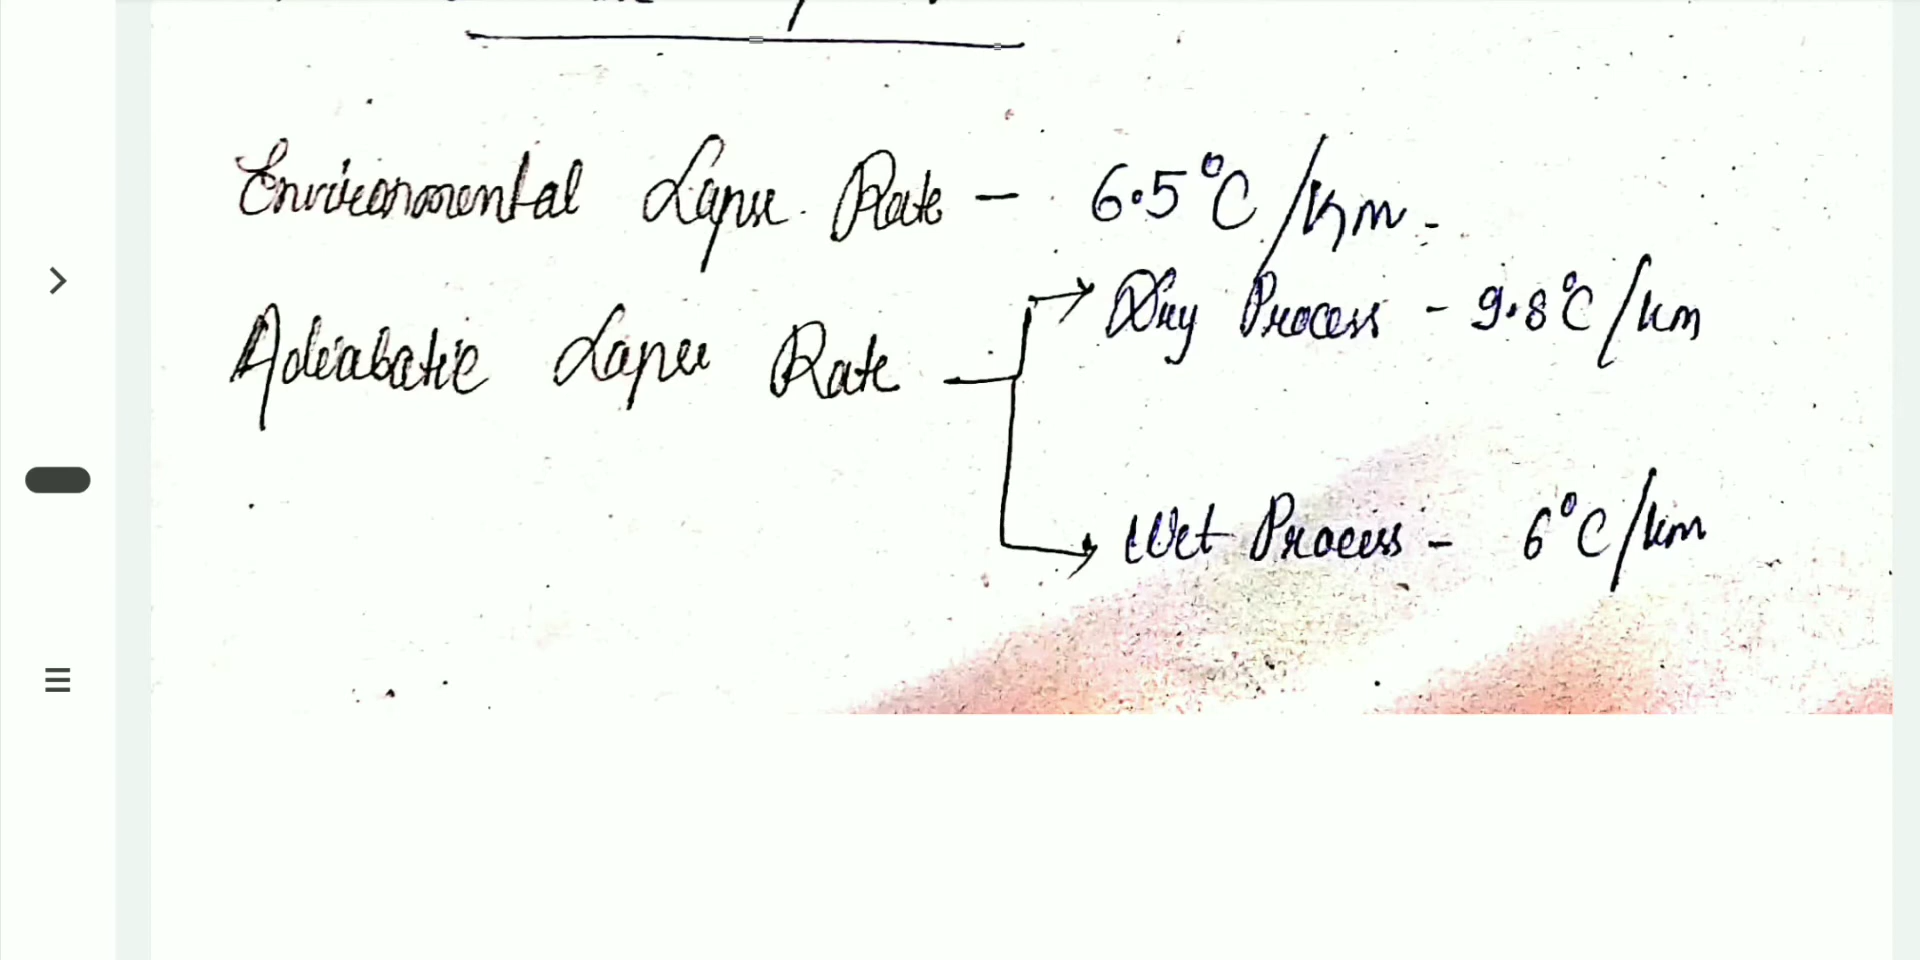 Environmental Lapse Rate - 6.5°C/km.
Adiabatic Lapse Rate → Dry Process - 9.8°C/km
→ Wet Process - 6°C/km